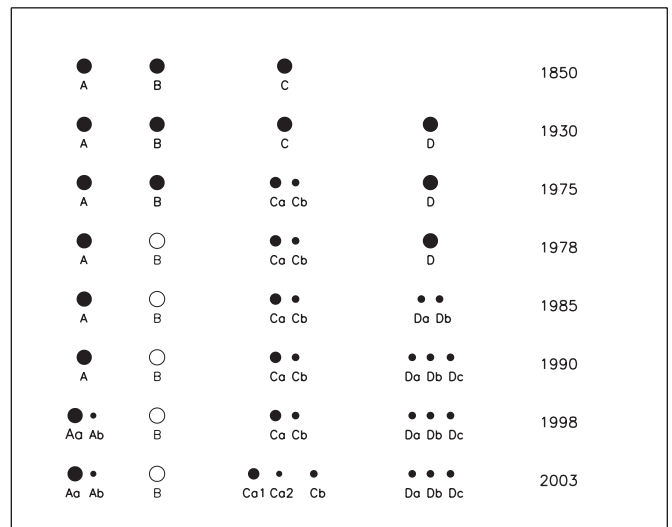 A B C 1850
A B C D 1930
A B Ca Cb D 1975
A B Ca Cb D 1978
A B Ca Cb Da Db 1985
A B Ca Cb Da Db Dc 1990
Aa Ab B Ca Cb Da Db Dc 1998
Aa Ab B Ca1 Ca2 Cb Da Db Dc 2003